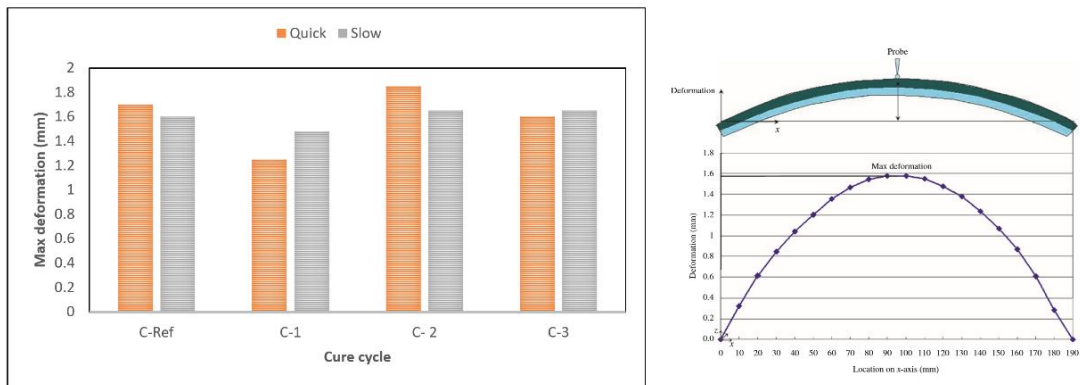 Quick Slow
2
1.8
1.6
1.4
1.2
1
0.8
0.6
0.4
0.2
0
Max deformation (mm)
C-Ref C-1 C- 2 C-3
Cure cycle
Probe
Deformation
x
1.8
1.6
1.4
1.2
1.0
0.8
0.6
0.4
0.2
0.0
Deformation (mm)
Max deformation
z
x
0 10 20 30 40 50 60 70 80 90 100 110 120 130 140 150 160 170 180 190
Location on x-axis (mm)